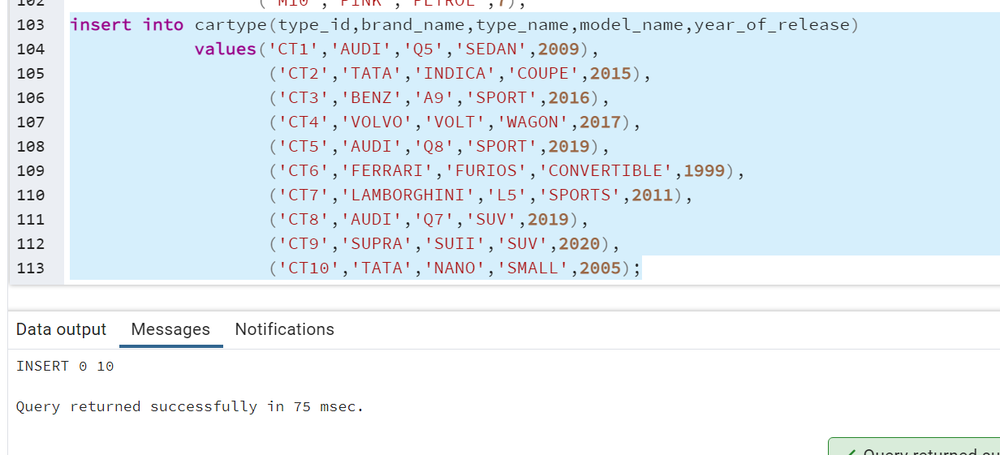 102 ('M10','PINK','PETROL',7),
103 insert into cartype(type_id,brand_name,type_name,model_name,year_of_release)
104 values('CT1','AUDI','Q5','SEDAN',2009),
105 ('CT2','TATA','INDICA','COUPE',2015),
106 ('CT3','BENZ','A9','SPORT',2016),
107 ('CT4','VOLVO','VOLT','WAGON',2017),
108 ('CT5','AUDI','Q8','SPORT',2019),
109 ('CT6','FERRARI','FURIOS','CONVERTIBLE',1999),
110 ('CT7','LAMBORGHINI','L5','SPORTS',2011),
111 ('CT8','AUDI','Q7','SUV',2019),
112 ('CT9','SUPRA','SUII','SUV',2020),
113 ('CT10','TATA','NANO','SMALL',2005);
Data output Messages Notifications
INSERT 0 10
Query returned successfully in 75 msec.
Query returned su